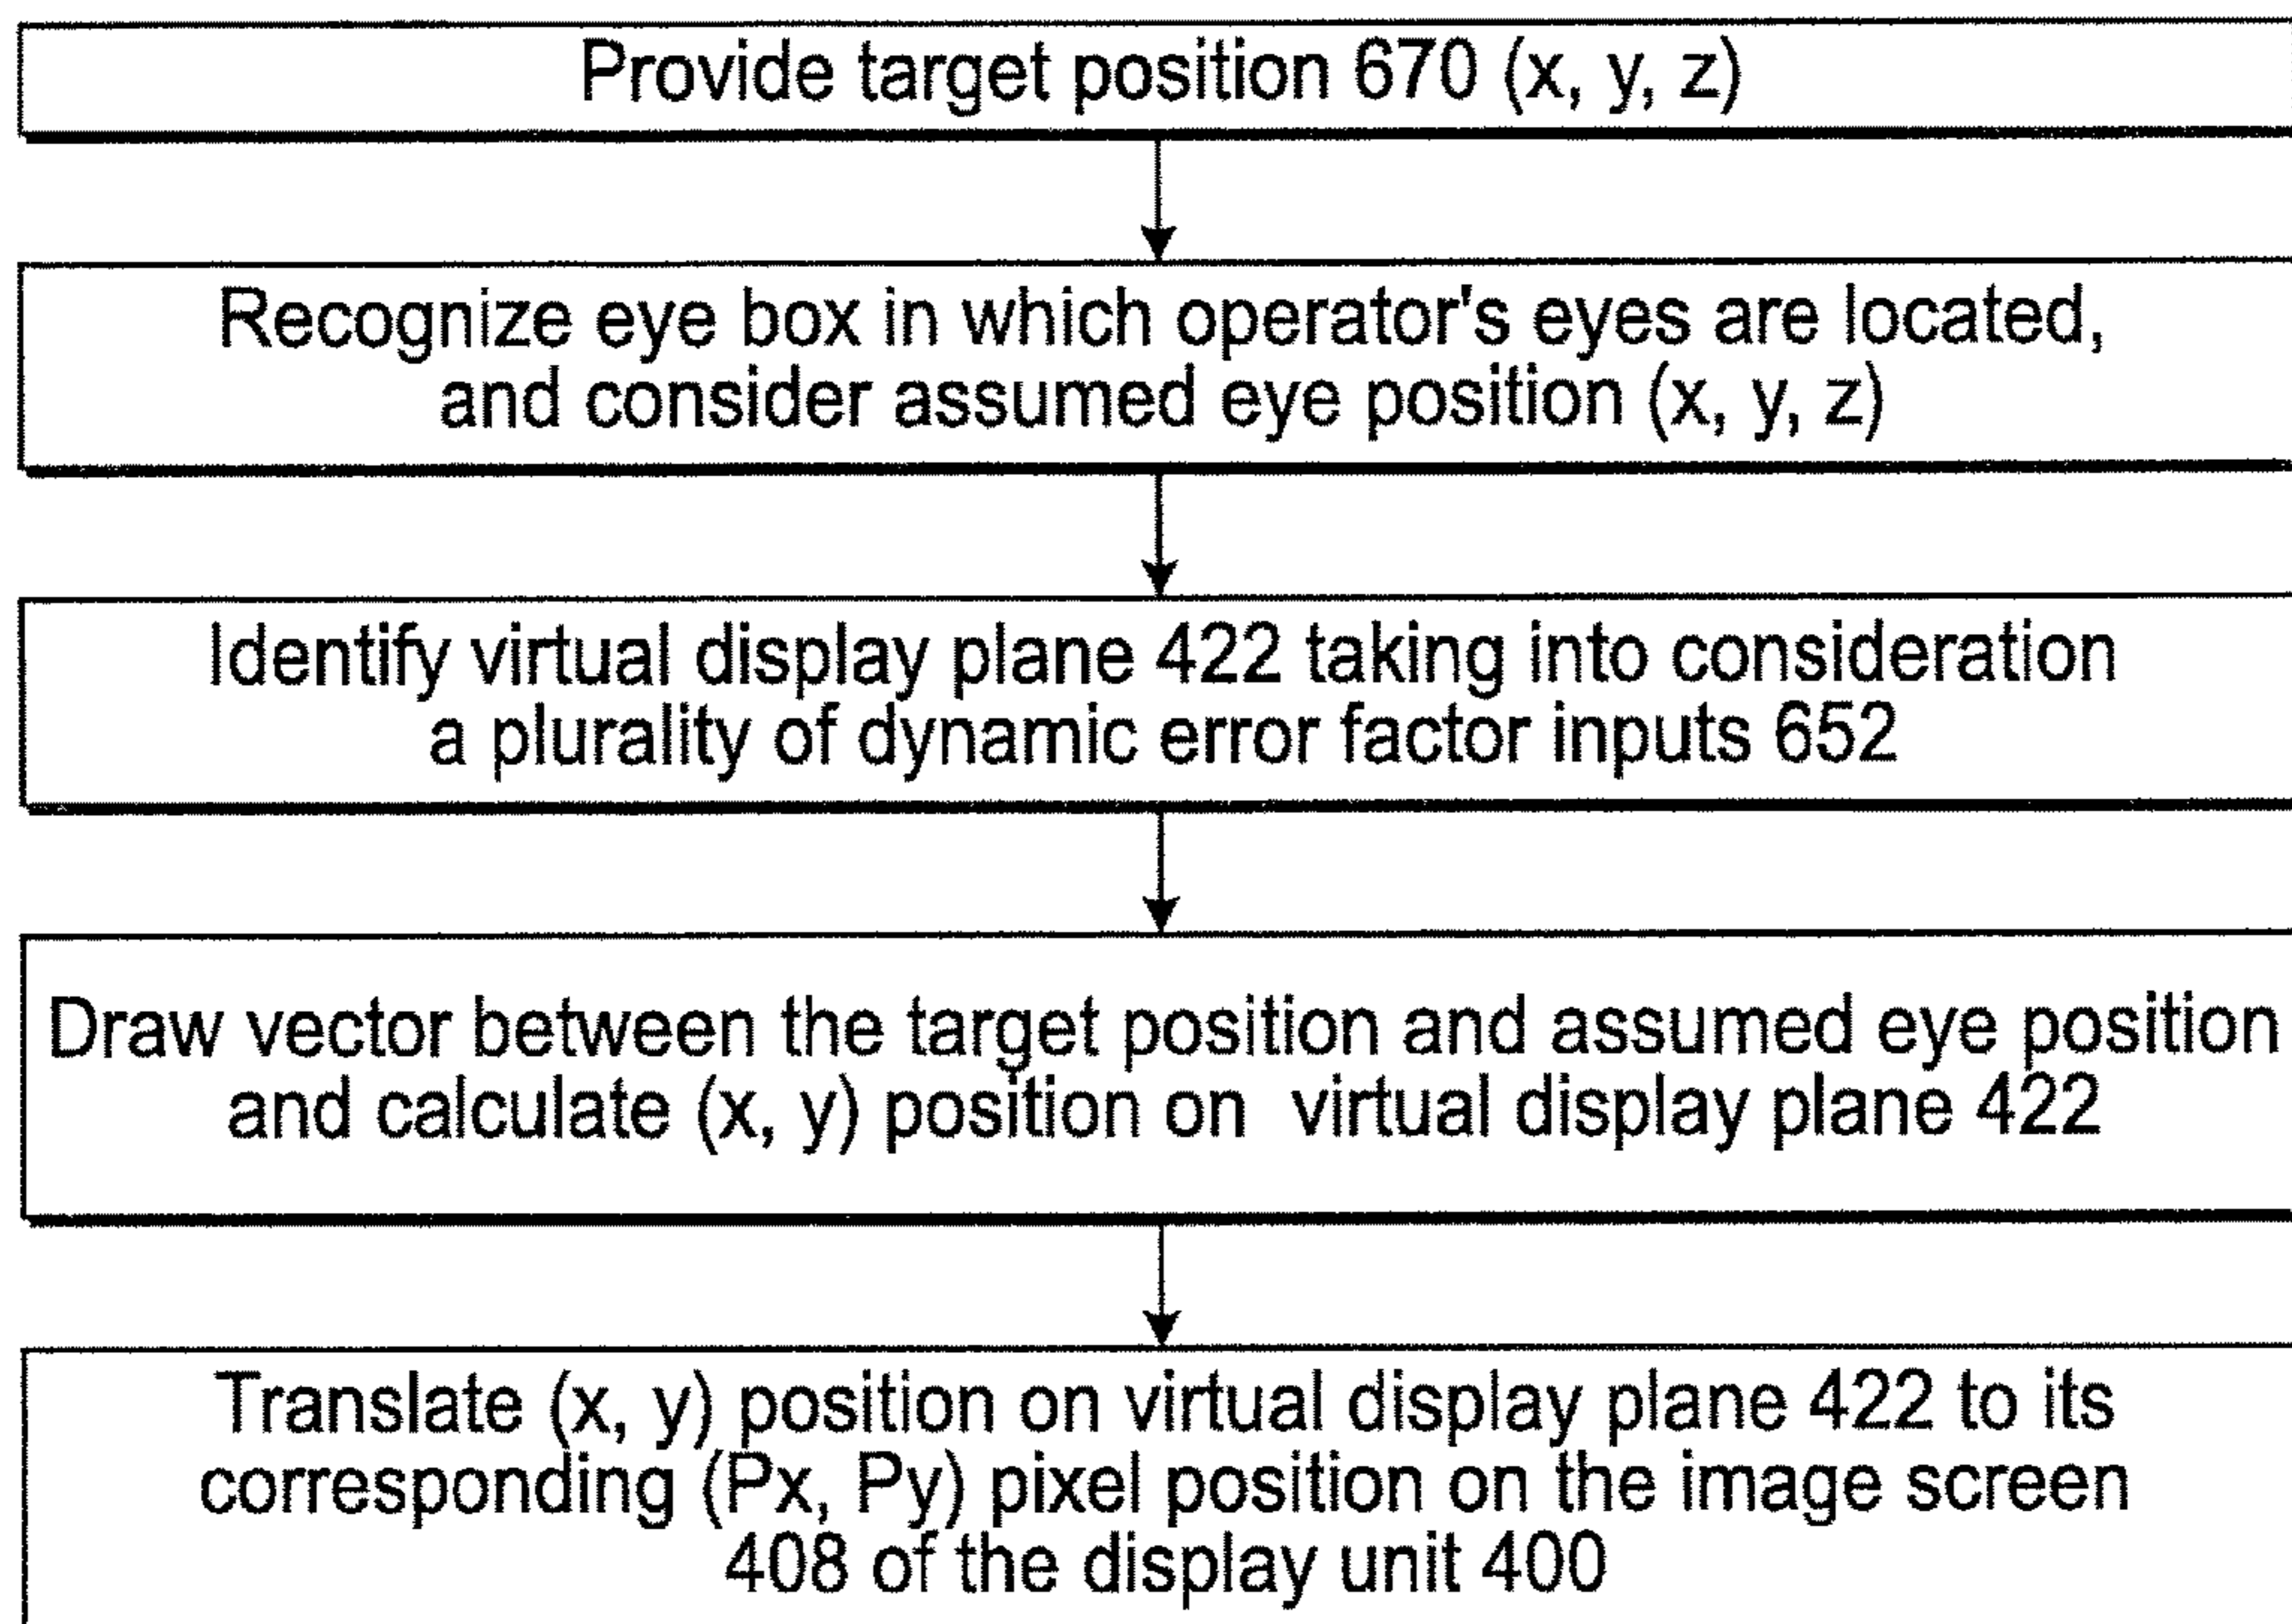 Provide target position 670 (x, y, z)
Recognize eye box in which operator's eyes are located,
and consider assumed eye position (x, y, z)
Identify virtual display plane 422 taking into consideration
a plurality of dynamic error factor inputs 652
Draw vector between the target position and assumed eye position
and calculate (x, y) position on virtual display plane 422
Translate (x, y) position on virtual display plane 422 to its
corresponding (Px, Py) pixel position on the image screen
408 of the display unit 400